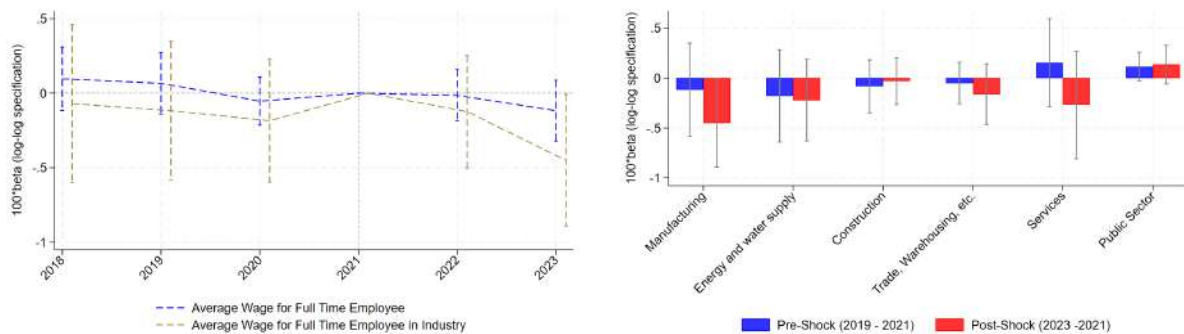 100*beta (log-log specification)
.5
0
-.5
-1
2018
2019
2020
2021
2022
2023
Average Wage for Full Time Employee
Average Wage for Full Time Employee in Industry
100*beta (log-log specification)
.5
0
-.5
-1
Manufacturing
Energy and water supply
Construction
Trade, Warehousing, etc.
Services
Public Sector
Pre-Shock (2019 - 2021)
Post-Shock (2023 -2021)